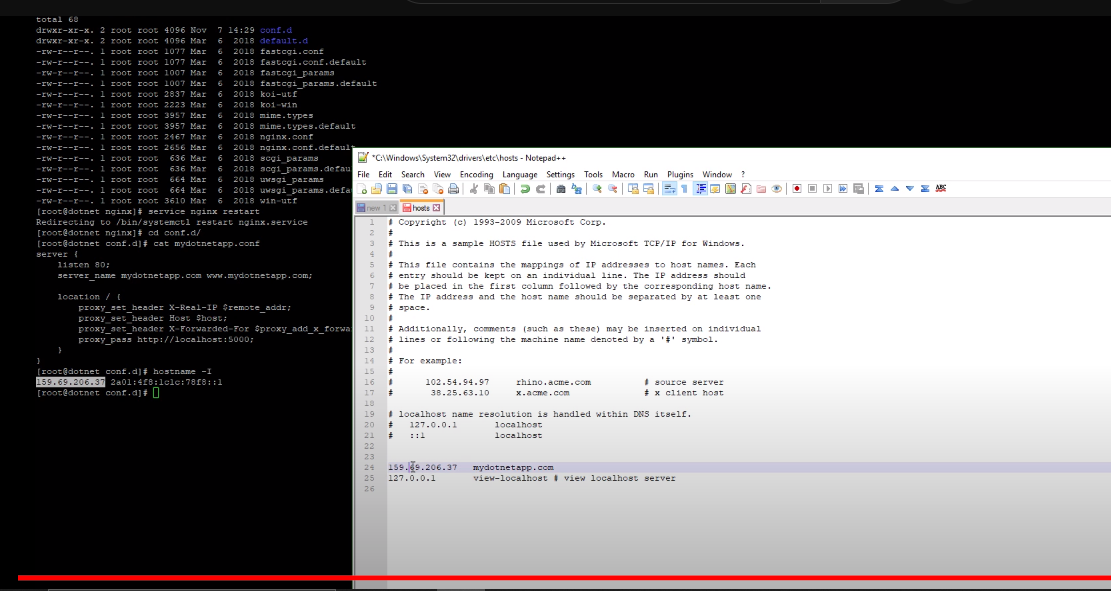 total 68
drwxr-xr-x. 2 root root 4096 Nov  7 14:29 conf.d
drwxr-xr-x. 2 root root 4096 Mar  6  2018 default.d
-rw-r--r--. 1 root root 1077 Mar  6  2018 fastcgi.conf
-rw-r--r--. 1 root root 1077 Mar  6  2018 fastcgi.conf.default
-rw-r--r--. 1 root root 1007 Mar  6  2018 fastcgi_params
-rw-r--r--. 1 root root 1007 Mar  6  2018 fastcgi_params.default
-rw-r--r--. 1 root root 2837 Mar  6  2018 koi-utf
-rw-r--r--. 1 root root 2223 Mar  6  2018 koi-win
-rw-r--r--. 1 root root 3957 Mar  6  2018 mime.types
-rw-r--r--. 1 root root 3957 Mar  6  2018 mime.types.default
-rw-r--r--. 1 root root 2467 Mar  6  2018 nginx.conf
-rw-r--r--. 1 root root 2656 Mar  6  2018 nginx.conf.default
-rw-r--r--. 1 root root  636 Mar  6  2018 scgi_params
-rw-r--r--. 1 root root  636 Mar  6  2018 scgi_params.defau
-rw-r--r--. 1 root root  664 Mar  6  2018 uwsgi_params
-rw-r--r--. 1 root root  664 Mar  6  2018 uwsgi_params.defa
-rw-r--r--. 1 root root 3610 Mar  6  2018 win-utf
[root@dotnet nginx]# service nginx restart
Redirecting to /bin/systemctl restart nginx.service
[root@dotnet nginx]# cd conf.d/
[root@dotnet conf.d]# cat mydotnetapp.conf
server {
    listen 80;
    server_name mydotnetapp.com www.mydotnetapp.com;
    location / {
        proxy_set_header X-Real-IP $remote_addr;
        proxy_set_header Host $host;
        proxy_set_header X-Forwarded-For $proxy_add_x_forwa
        proxy_pass http://localhost:5000;
    }
}
[root@dotnet conf.d]# hostname -I
159.69.206.37 2a01:4f8:1c1c:78f8::1
[root@dotnet conf.d]#
*C:\Windows\System32\drivers\etc\hosts - Notepad++
File Edit Search View Encoding Language Settings Tools Macro Run Plugins Window ?
new 1 hosts
1 # Copyright (c) 1993-2009 Microsoft Corp.
2 #
3 # This is a sample HOSTS file used by Microsoft TCP/IP for Windows.
4 #
5 # This file contains the mappings of IP addresses to host names. Each
6 # entry should be kept on an individual line. The IP address should
7 # be placed in the first column followed by the corresponding host name.
8 # The IP address and the host name should be separated by at least one
9 # space.
10 #
11 # Additionally, comments (such as these) may be inserted on individual
12 # lines or following the machine name denoted by a '#' symbol.
13 #
14 # For example:
15 #
16 #      102.54.94.97     rhino.acme.com          # source server
17 #       38.25.63.10     x.acme.com              # x client host
18
19 # localhost name resolution is handled within DNS itself.
20 #   127.0.0.1       localhost
21 #   ::1             localhost
22
23
24 159.69.206.37   mydotnetapp.com
25 127.0.0.1       view-localhost # view localhost server
26